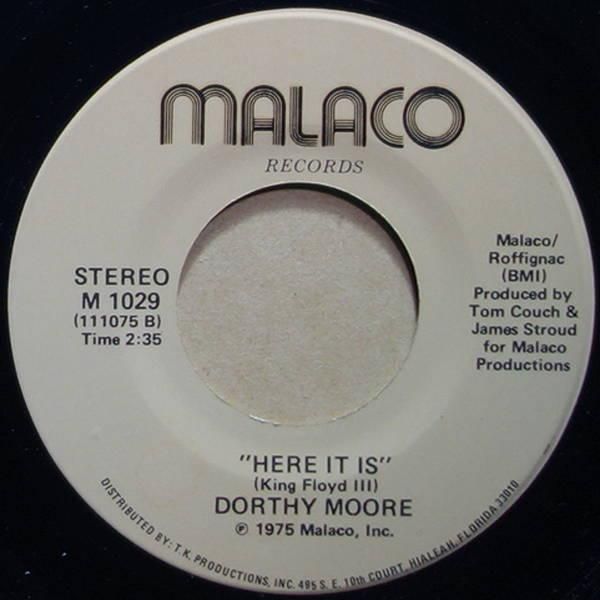 MALACO
RECORDS
STEREO
M 1029
(111075 B)
Time 2:35
Malaco/
Roffignac
(BMI)
Produced by
Tom Couch &
James Stroud
for Malaco
Productions
"HERE IT IS"
(King Floyd III)
DORTHY MOORE
℗ 1975 Malaco, Inc.
DISTRIBUTED BY: T.K. PRODUCTIONS, INC. 495 S. E. 10th COURT, HIALEAH, FLORIDA 33010